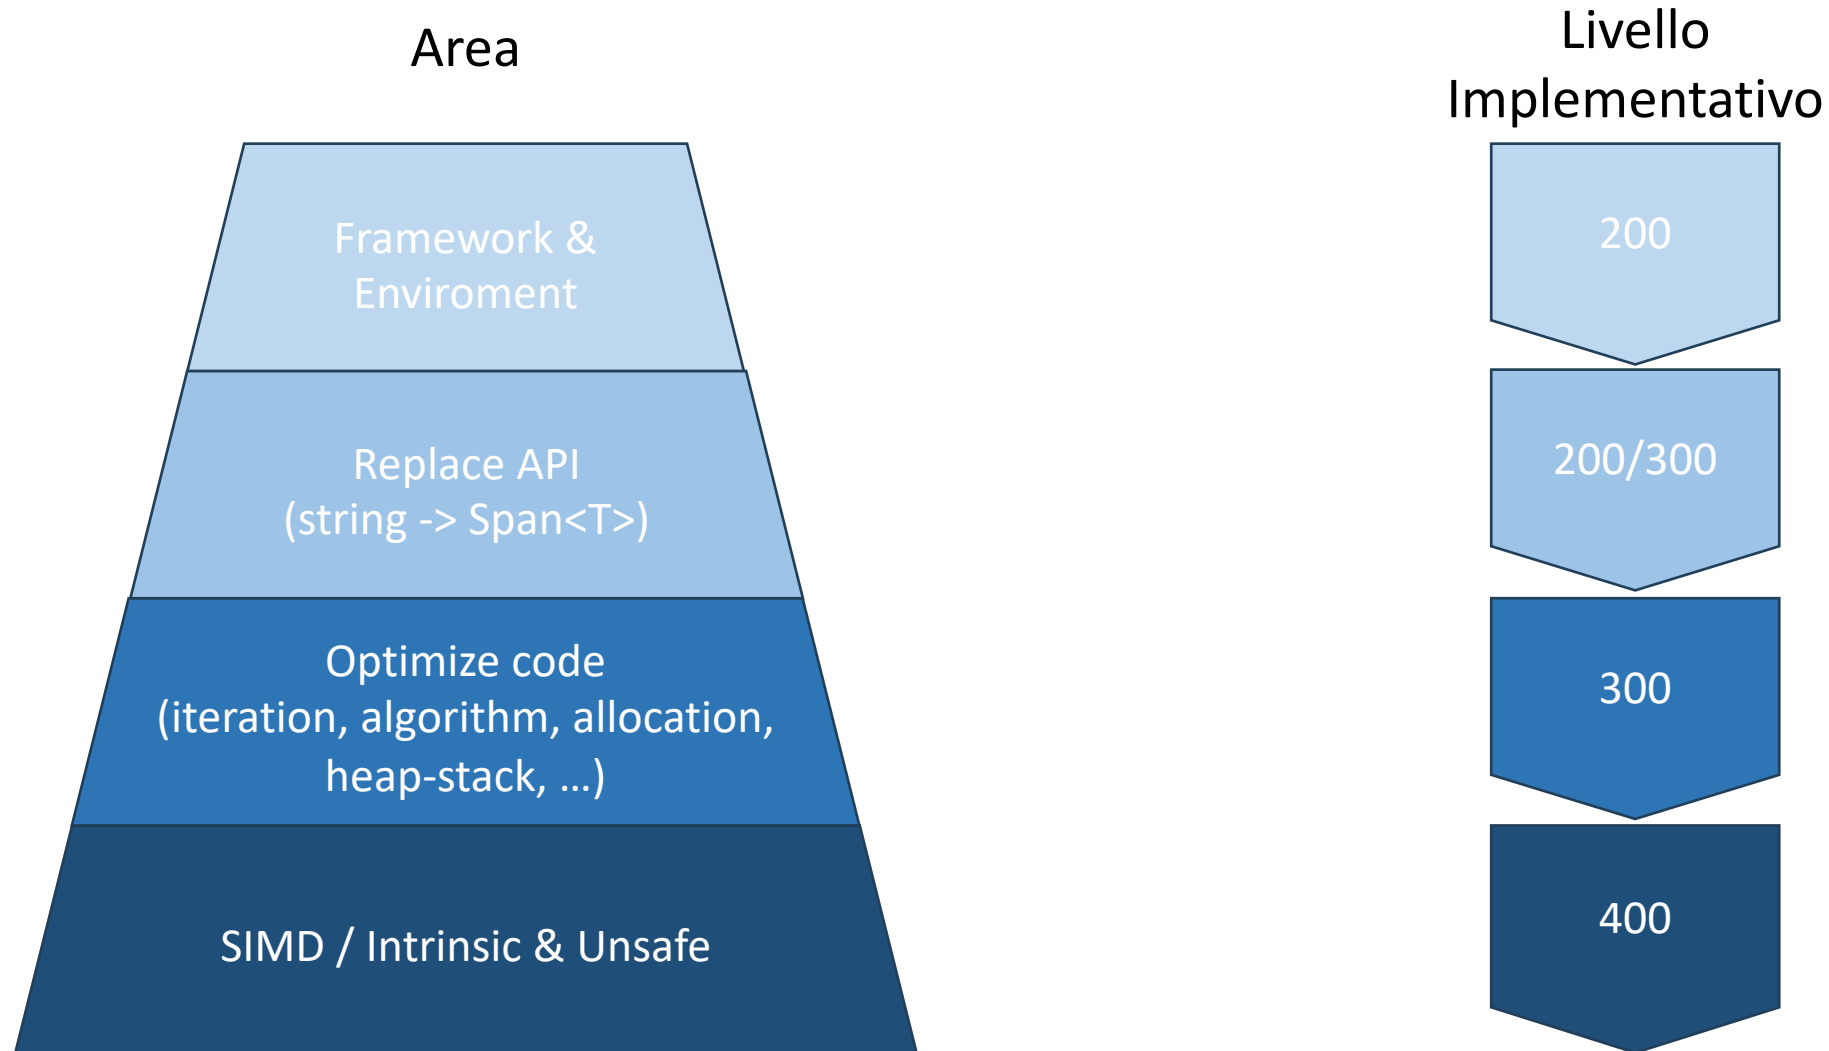 Area
Livello
Implementativo
Framework &
Enviroment
200
Replace API
(string -> Span<T>)
200/300
Optimize code
(iteration, algorithm, allocation,
heap-stack, …)
300
SIMD / Intrinsic & Unsafe
400